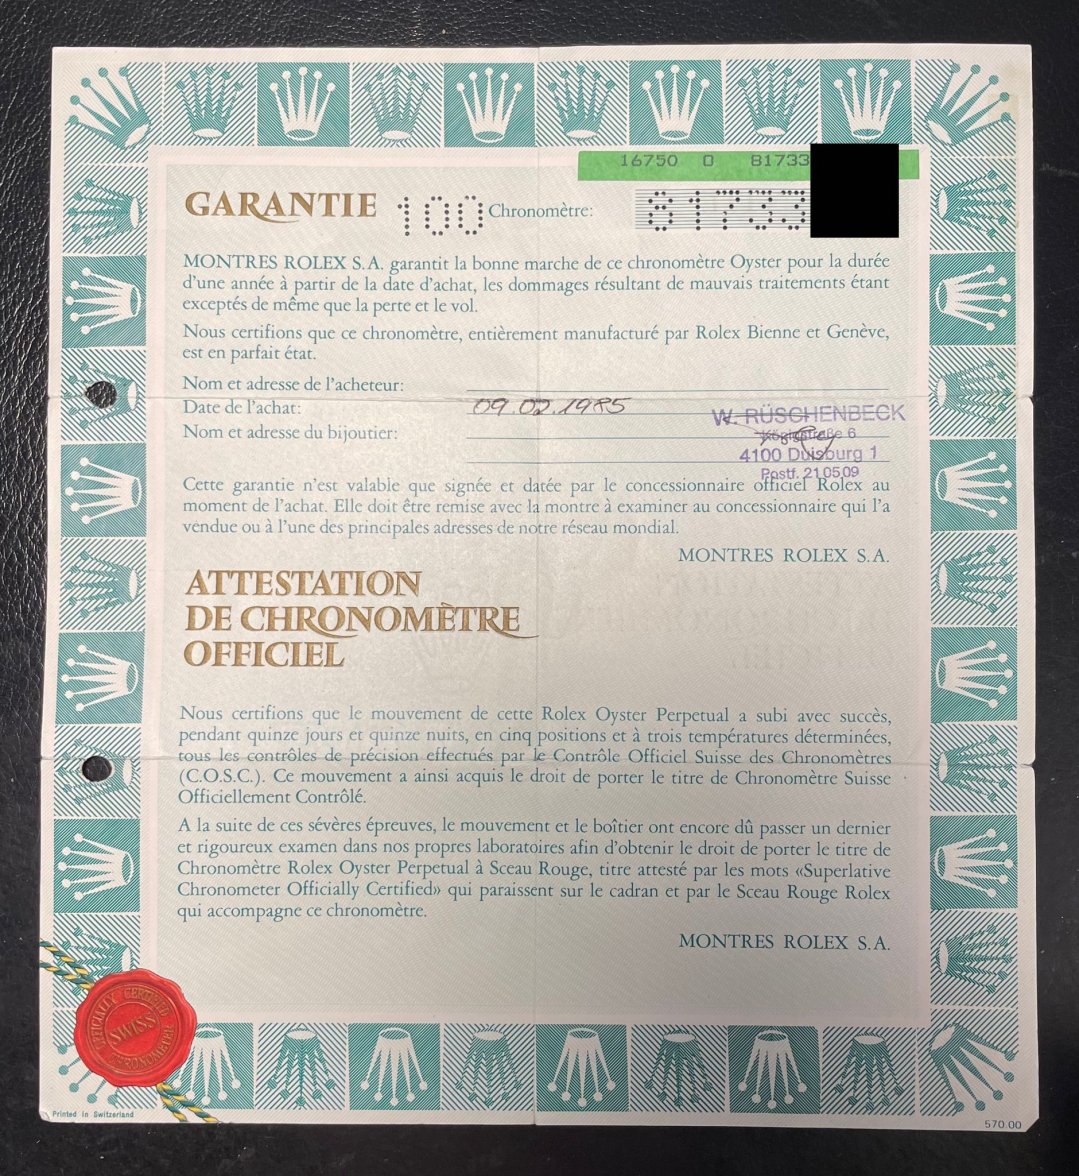 16750 0 81733
GARANTIE 100 Chronomètre: 81733
MONTRES ROLEX S.A. garantit la bonne marche de ce chronomètre Oyster pour la durée
d'une année à partir de la date d'achat, les dommages résultant de mauvais traitements étant
exceptés de même que la perte et le vol.
Nous certifions que ce chronomètre, entièrement manufacturé par Rolex Bienne et Genève,
est en parfait état.
Nom et adresse de l'acheteur:
Date de l'achat: 09.02.1985
Nom et adresse du bijoutier:
W. RÜSCHENBECK
Königstraße 6
4100 Duisburg 1
Postf. 21 05 09
Cette garantie n'est valable que signée et datée par le concessionnaire officiel Rolex au
moment de l'achat. Elle doit être remise avec la montre à examiner au concessionnaire qui l'a
vendue ou à l'une des principales adresses de notre réseau mondial.
MONTRES ROLEX S.A.
ATTESTATION
DE CHRONOMÈTRE
OFFICIEL
Nous certifions que le mouvement de cette Rolex Oyster Perpetual a subi avec succès,
pendant quinze jours et quinze nuits, en cinq positions et à trois températures déterminées,
tous les contrôles de précision effectués par le Contrôle Officiel Suisse des Chronomètres
(C.O.S.C.). Ce mouvement a ainsi acquis le droit de porter le titre de Chronomètre Suisse
Officiellement Contrôlé.
A la suite de ces sévères épreuves, le mouvement et le boîtier ont encore dû passer un dernier
et rigoureux examen dans nos propres laboratoires afin d'obtenir le droit de porter le titre de
Chronomètre Rolex Oyster Perpetual à Sceau Rouge, titre attesté par les mots «Superlative
Chronometer Officially Certified» qui paraissent sur le cadran et par le Sceau Rouge Rolex
qui accompagne ce chronomètre.
MONTRES ROLEX S.A.
OFFICIALLY CERTIFIED
SWISS
CHRONOMETER
Printed in Switzerland
570.00